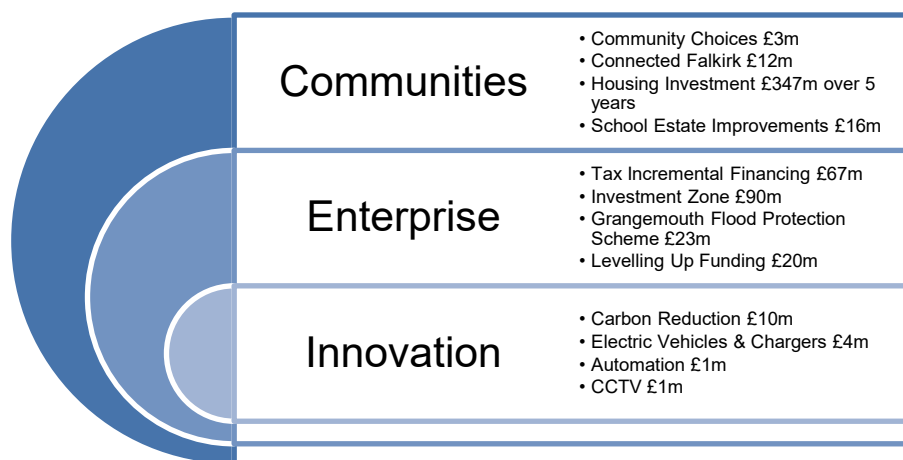 Communities
• Community Choices £3m
• Connected Falkirk £12m
• Housing Investment £347m over 5
years
• School Estate Improvements £16m
Enterprise
• Tax Incremental Financing £67m
• Investment Zone £90m
• Grangemouth Flood Protection
Scheme £23m
• Levelling Up Funding £20m
Innovation
• Carbon Reduction £10m
• Electric Vehicles & Chargers £4m
• Automation £1m
• CCTV £1m